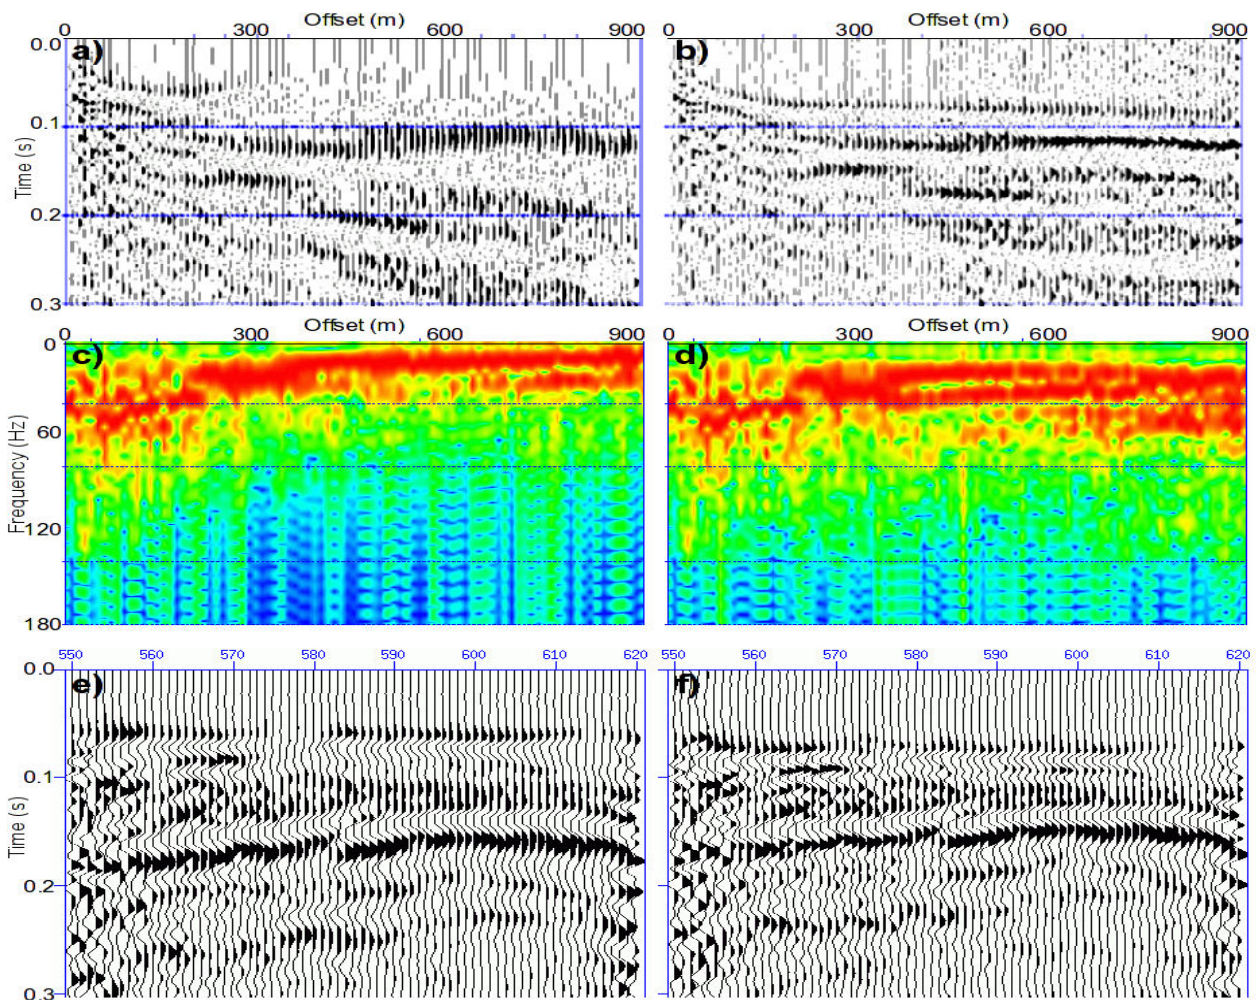 Offset (m) Offset (m)
0 300 600 900 0 300 600 900
0.0 a) b)
0.1
Time (s)
0.2
0.3
Offset (m) Offset (m)
0 300 600 900 0 300 600 900
0 c) d)
60
Frequency (Hz)
120
180
550 560 570 580 590 600 610 620 550 560 570 580 590 600 610 620
0.0 e) f)
0.1
Time (s)
0.2
0.3